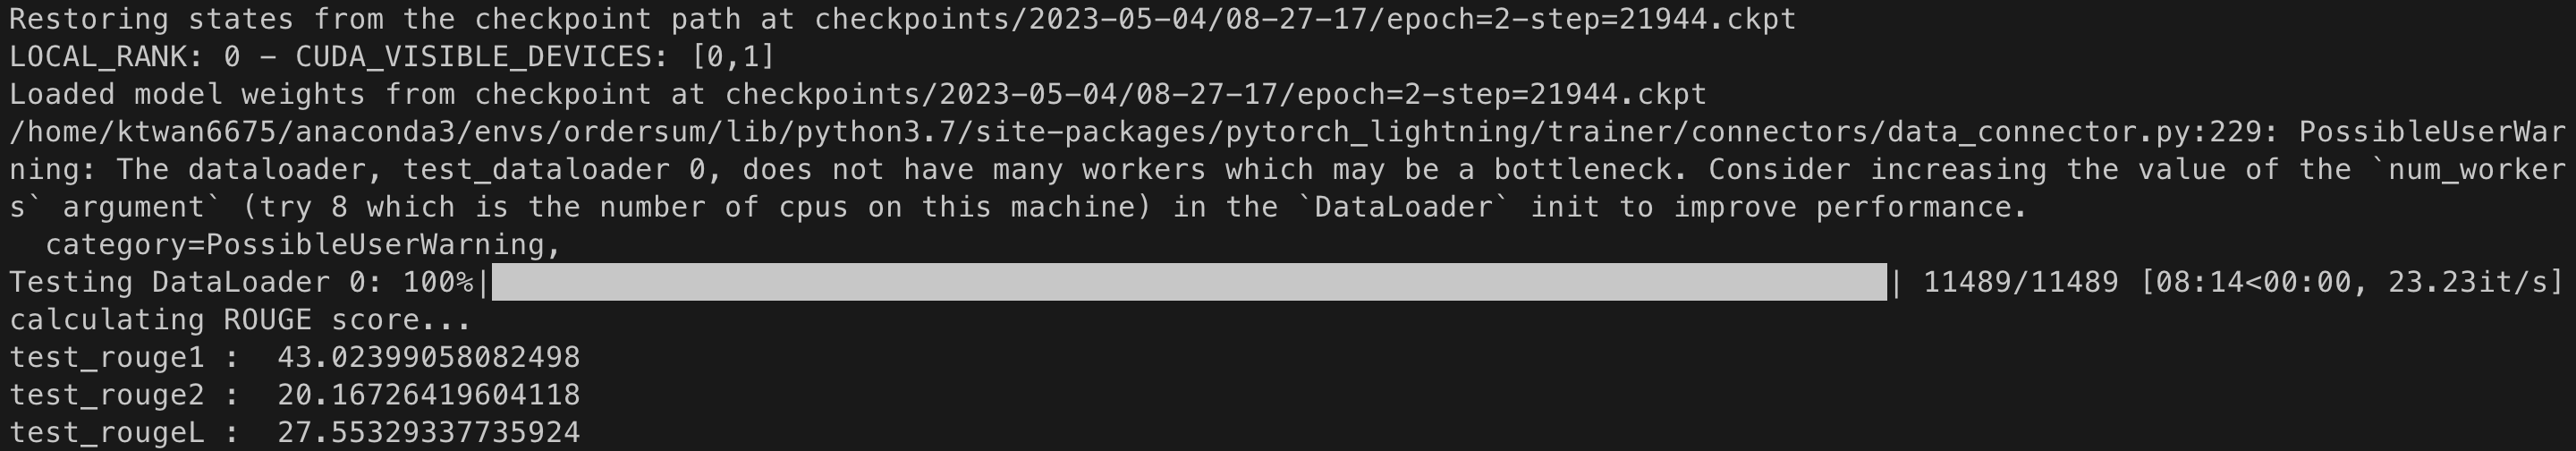 Restoring states from the checkpoint path at checkpoints/2023-05-04/08-27-17/epoch=2-step=21944.ckpt
LOCAL_RANK: 0 - CUDA_VISIBLE_DEVICES: [0,1]
Loaded model weights from checkpoint at checkpoints/2023-05-04/08-27-17/epoch=2-step=21944.ckpt
/home/ktwan6675/anaconda3/envs/ordersum/lib/python3.7/site-packages/pytorch_lightning/trainer/connectors/data_connector.py:229: PossibleUserWar
ning: The dataloader, test_dataloader 0, does not have many workers which may be a bottleneck. Consider increasing the value of the `num_worker
s` argument` (try 8 which is the number of cpus on this machine) in the `DataLoader` init to improve performance.
  category=PossibleUserWarning,
Testing DataLoader 0: 100%|| 11489/11489 [08:14<00:00, 23.23it/s]
calculating ROUGE score...
test_rouge1 :  43.02399058082498
test_rouge2 :  20.16726419604118
test_rougeL :  27.55329337735924